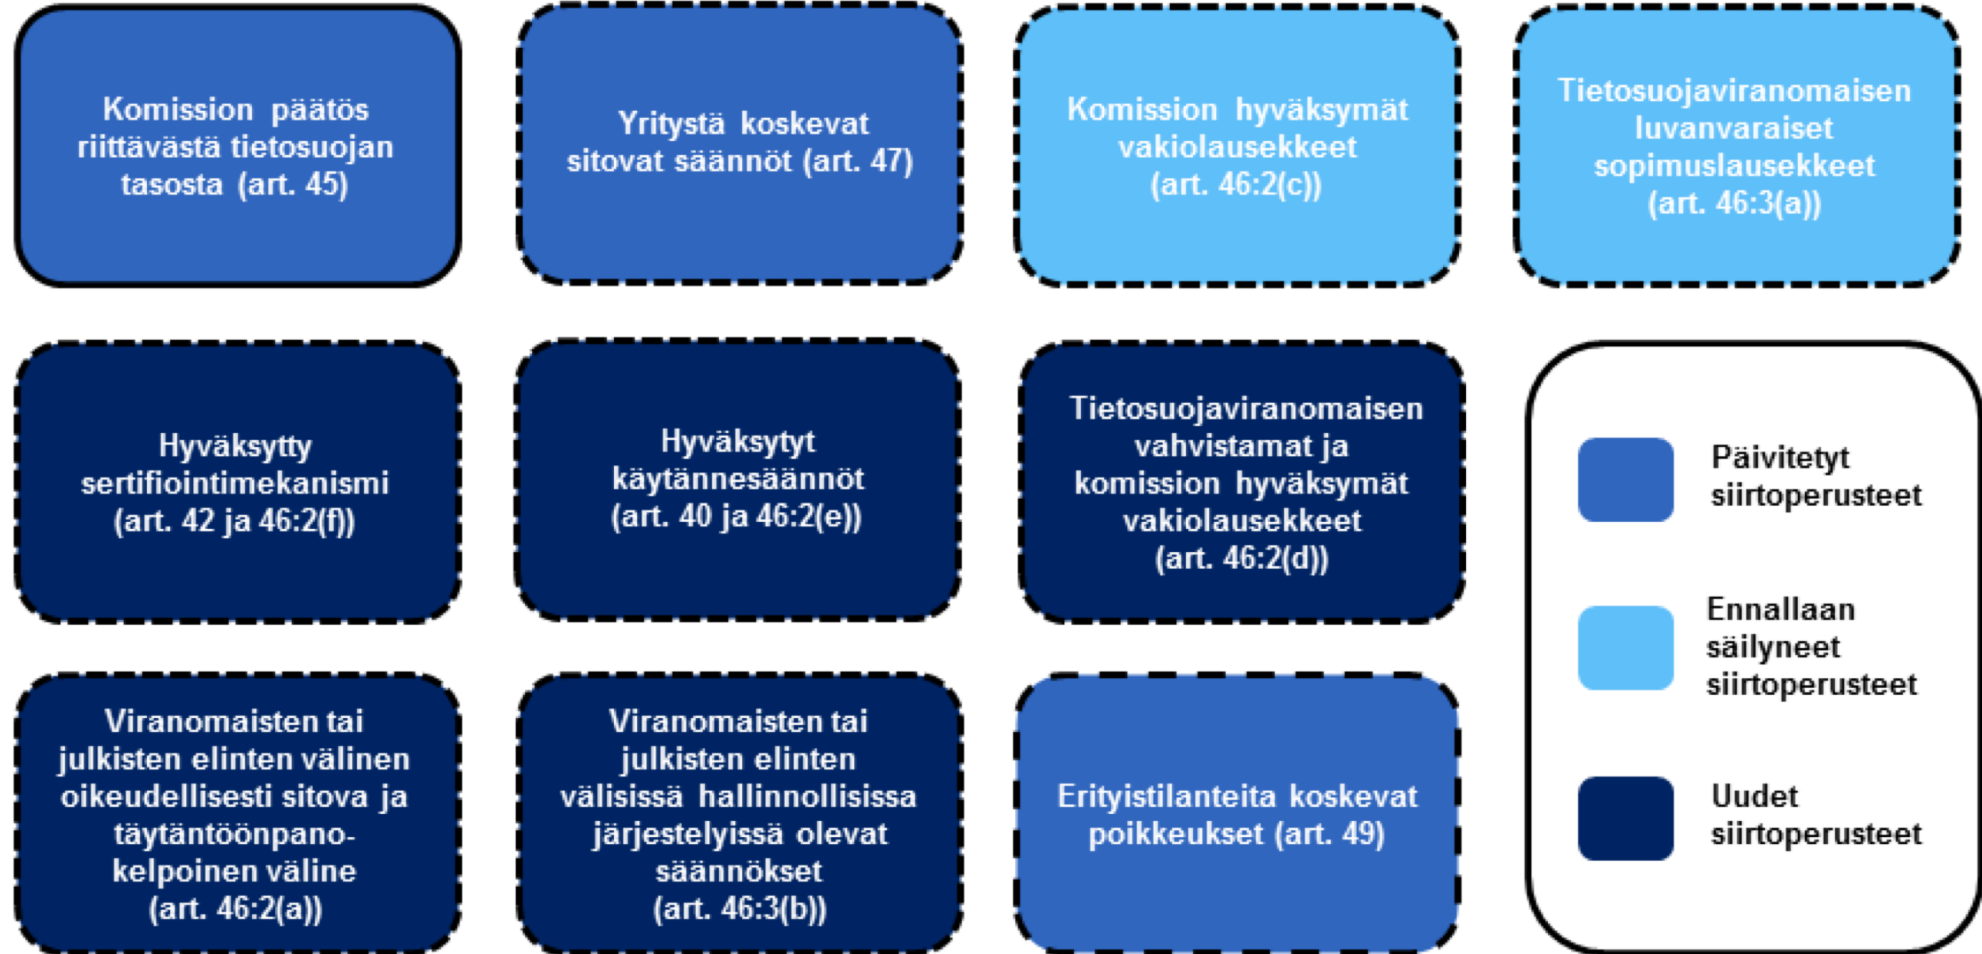 Komission päätös
riittävästä tietosuojan
tasosta (art. 45)
Yritystä koskevat
sitovat säännöt (art. 47)
Komission hyväksymät
vakiolausekkeet
(art. 46:2(c))
Tietosuojaviranomaisen
luvanvaraiset
sopimuslausekkeet
(art. 46:3(a))
Hyväksytty
sertifiointimekanismi
(art. 42 ja 46:2(f))
Hyväksytyt
käytännesäännöt
(art. 40 ja 46:2(e))
Tietosuojaviranomaisen
vahvistamat ja
komission hyväksymät
vakiolausekkeet
(art. 46:2(d))
Viranomaisten tai
julkisten elinten välinen
oikeudellisesti sitova ja
täytäntöönpano-
kelpoinen väline
(art. 46:2(a))
Viranomaisten tai
julkisten elinten
välisissä hallinnollisissa
järjestelyissä olevat
säännökset
(art. 46:3(b))
Erityistilanteita koskevat
poikkeukset (art. 49)
Päivitetyt
siirtoperusteet
Ennallaan
säilyneet
siirtoperusteet
Uudet
siirtoperusteet